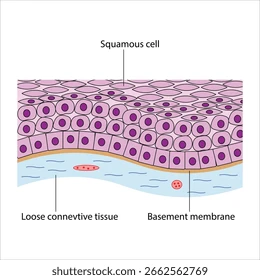 Squamous cell
Loose connevtive tissue
Basement membrane
shutterstock.com · 2662562769